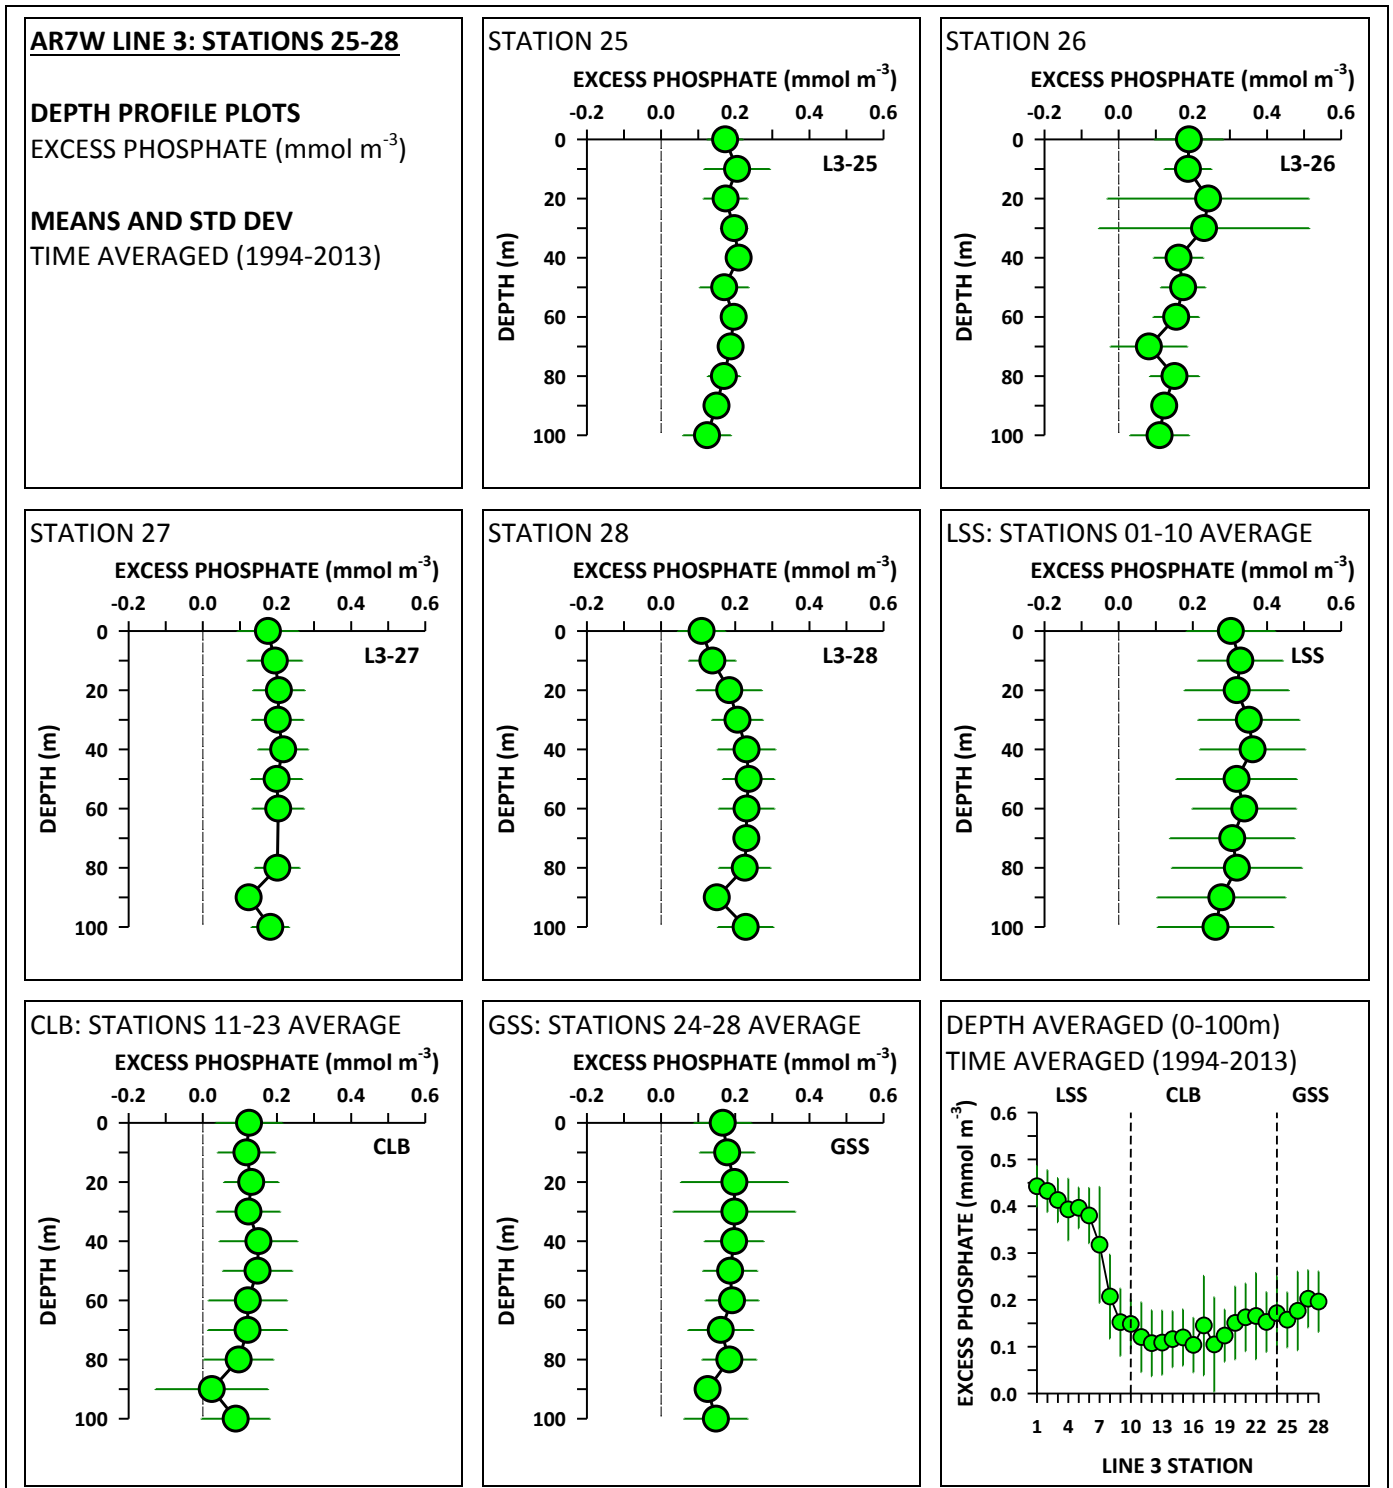 AR7W LINE 3: STATIONS 25-28
DEPTH PROFILE PLOTS
EXCESS PHOSPHATE (mmol m-3)
MEANS AND STD DEV
TIME AVERAGED (1994-2013)
STATION 25
EXCESS PHOSPHATE (mmol m-3)
-0.2 0.0 0.2 0.4 0.6
0
L3-25
20
40
DEPTH (m)
60
80
100
STATION 26
EXCESS PHOSPHATE (mmol m-3)
-0.2 0.0 0.2 0.4 0.6
0
L3-26
20
40
DEPTH (m)
60
80
100
STATION 27
EXCESS PHOSPHATE (mmol m-3)
-0.2 0.0 0.2 0.4 0.6
0
L3-27
20
40
DEPTH (m)
60
80
100
STATION 28
EXCESS PHOSPHATE (mmol m-3)
-0.2 0.0 0.2 0.4 0.6
0
L3-28
20
40
DEPTH (m)
60
80
100
LSS: STATIONS 01-10 AVERAGE
EXCESS PHOSPHATE (mmol m-3)
-0.2 0.0 0.2 0.4 0.6
0
LSS
20
40
DEPTH (m)
60
80
100
CLB: STATIONS 11-23 AVERAGE
EXCESS PHOSPHATE (mmol m-3)
-0.2 0.0 0.2 0.4 0.6
0
CLB
20
40
DEPTH (m)
60
80
100
GSS: STATIONS 24-28 AVERAGE
EXCESS PHOSPHATE (mmol m-3)
-0.2 0.0 0.2 0.4 0.6
0
GSS
20
40
DEPTH (m)
60
80
100
DEPTH AVERAGED (0-100m)
TIME AVERAGED (1994-2013)
LSS CLB GSS
0.6
0.5
0.4
0.3
0.2
0.1
0.0
EXCESS PHOSPHATE (mmol m-3)
1 4 7 10 13 16 19 22 25 28
LINE 3 STATION